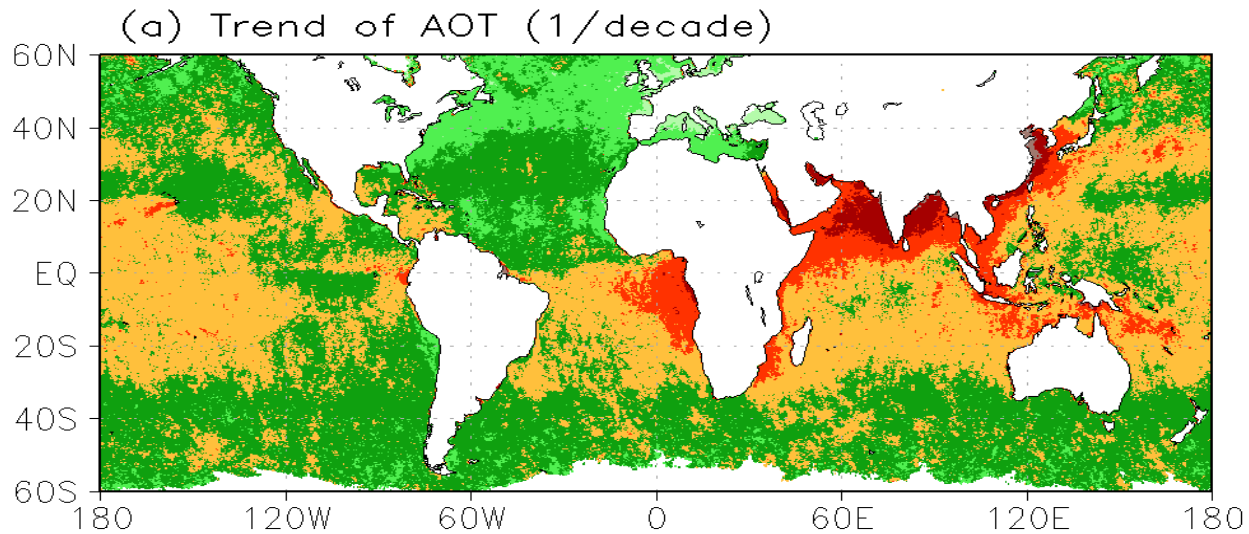 (a) Trend of AOT (1/decade)
60N
40N
20N
EQ
20S
40S
60S
180 120W 60W 0 60E 120E 180